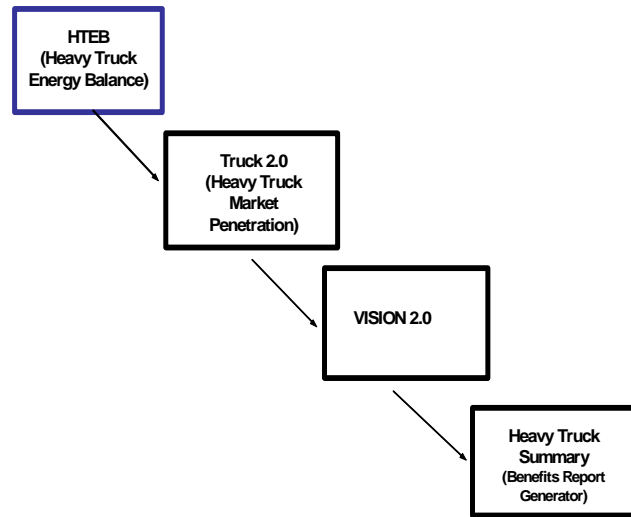 HTEB
(Heavy Truck
Energy Balance)
Truck 2.0
(Heavy Truck
Market
Penetration)
VISION 2.0
Heavy Truck
Summary
(Benefits Report
Generator)